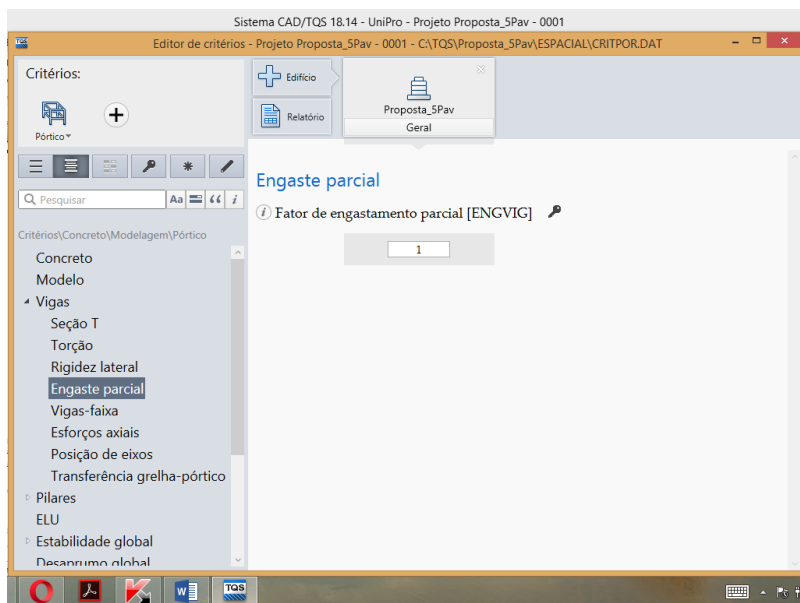 Sistema CAD/TQS 18.14 - UniPro - Projeto Proposta_5Pav - 0001
TQS
Editor de critérios - Projeto Proposta_5Pav - 0001 - C:\TQS\Proposta_5Pav\ESPACIAL\CRITPOR.DAT
Critérios:
Pórtico
Edifício
Relatório
Proposta_5Pav
Geral
Pesquisar
Aa
i
Critérios\Concreto\Modelagem\Pórtico
Concreto
Modelo
Vigas
Seção T
Torção
Rigidez lateral
Engaste parcial
Vigas-faixa
Esforços axiais
Posição de eixos
Transferência grelha-pórtico
Pilares
ELU
Estabilidade global
Desaprumo global
Engaste parcial
i Fator de engastamento parcial [ENGVIG]
1
TQS